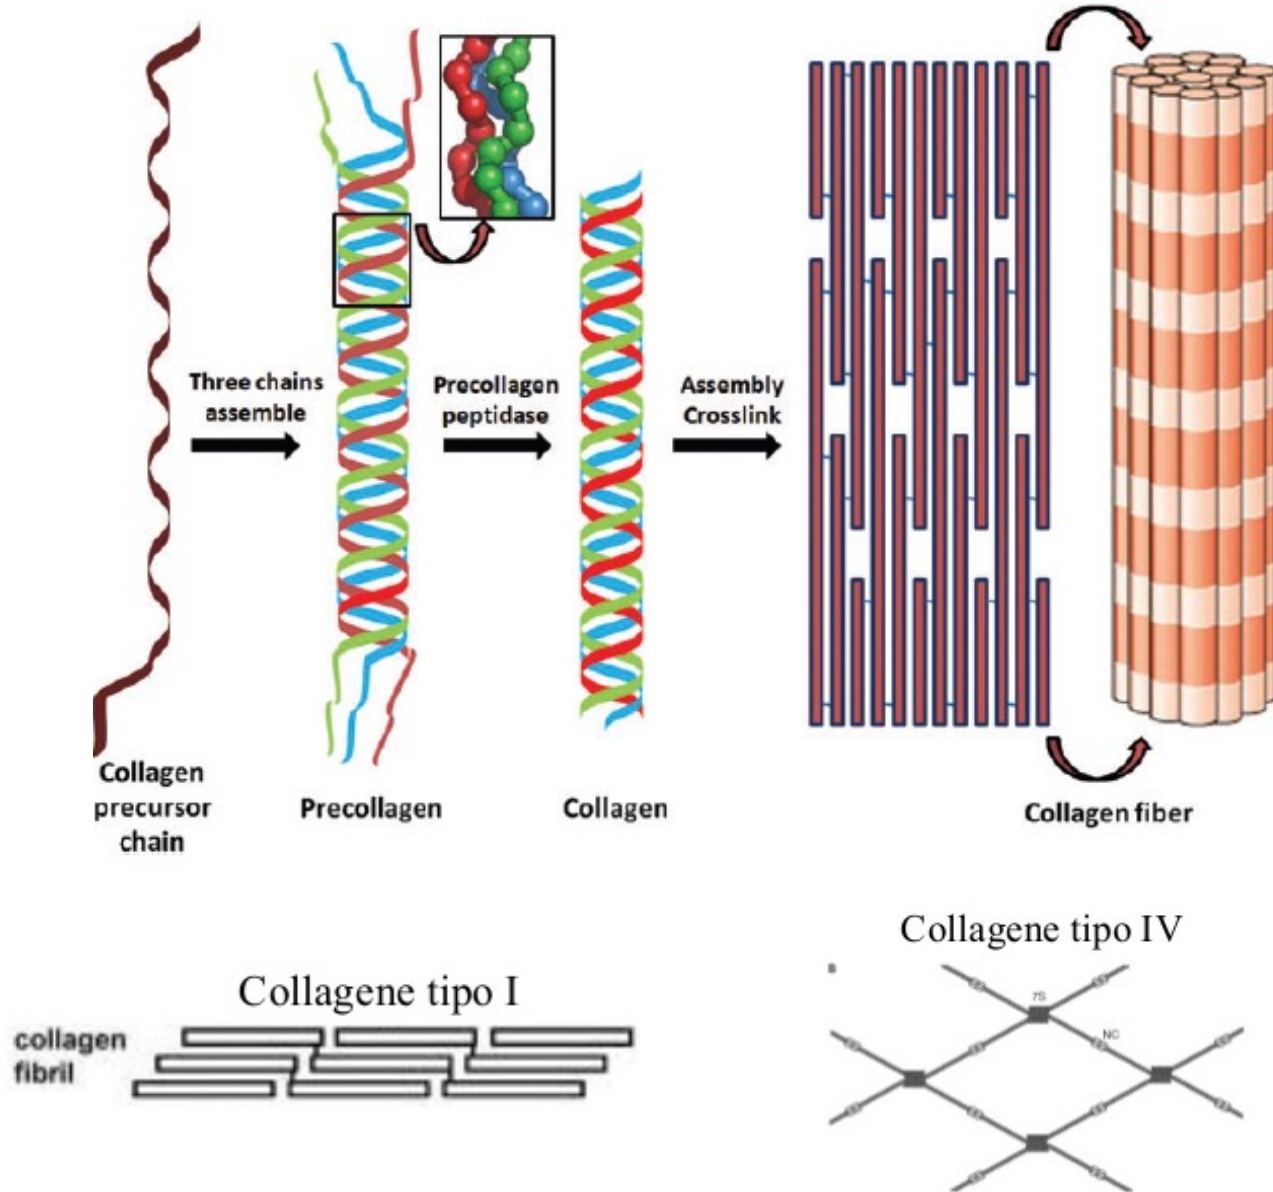 Three chains
assemble
Precollagen
peptidase
Assembly
Crosslink
Collagen
precursor
chain
Precollagen
Collagen
Collagen fiber
Collagene tipo I
collagen
fibril
Collagene tipo IV
B
7S
NC